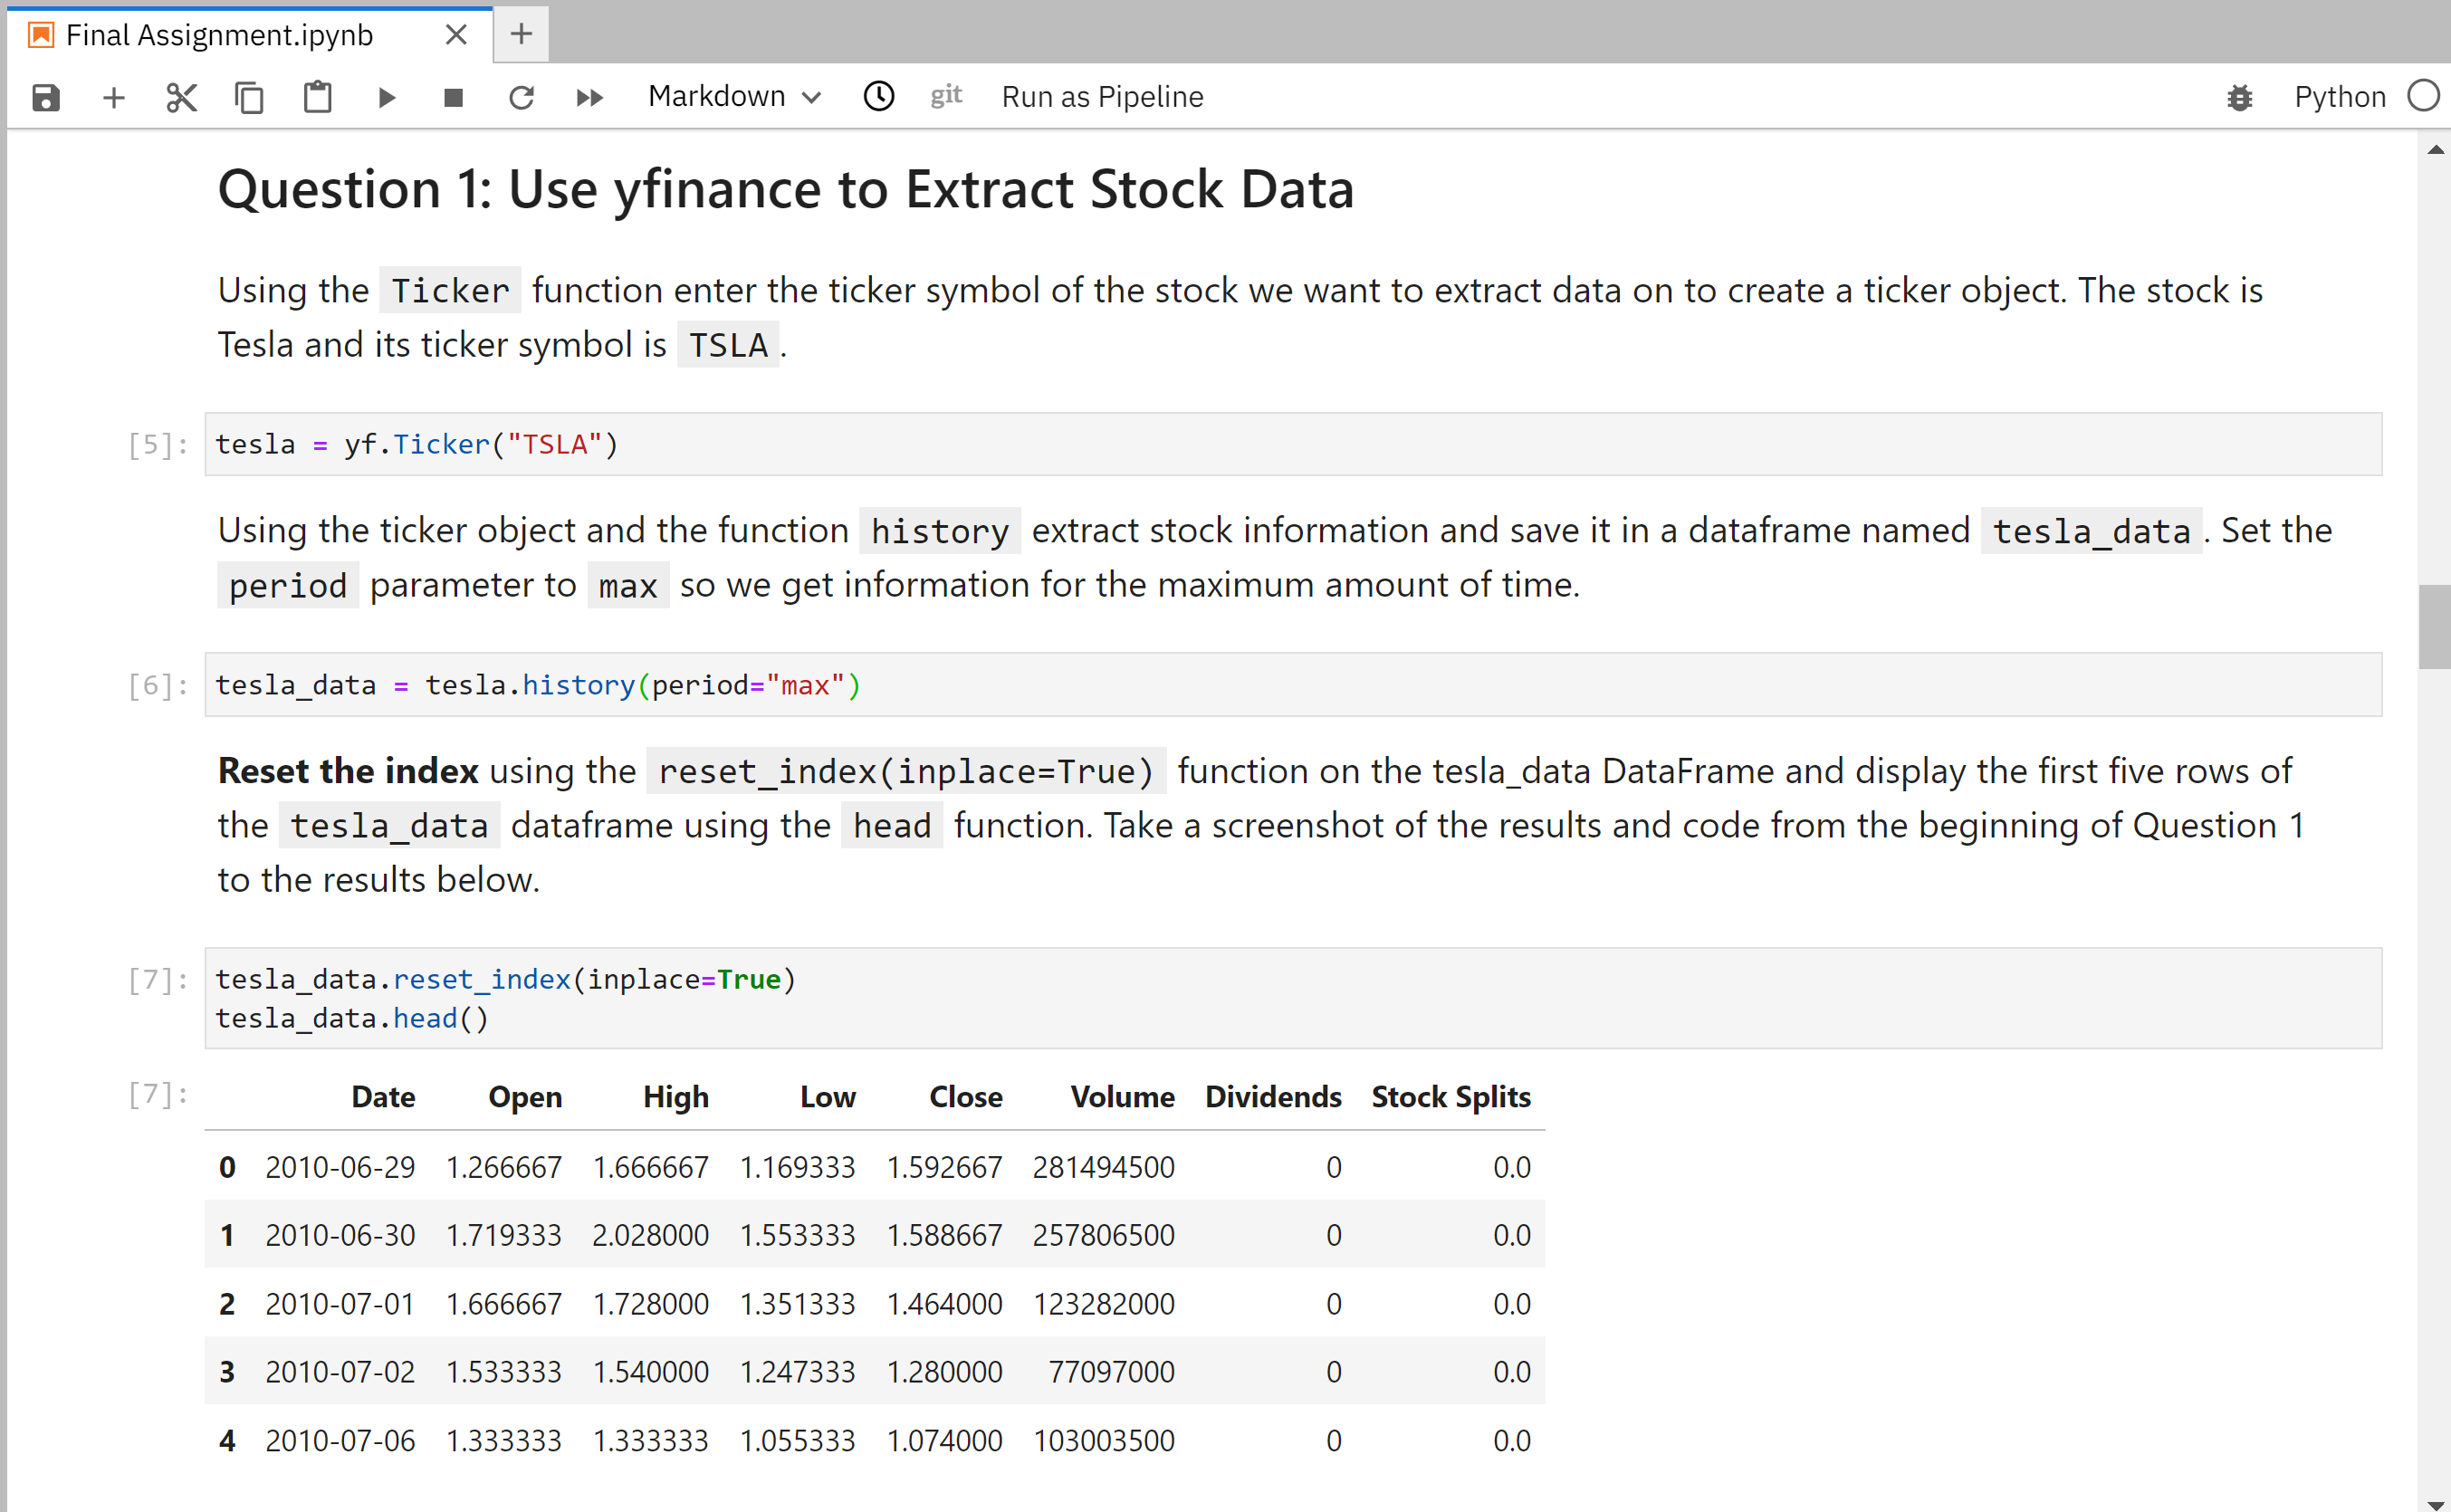 Final Assignment.ipynb
Markdown git Run as Pipeline Python
Question 1: Use yfinance to Extract Stock Data
Using the Ticker function enter the ticker symbol of the stock we want to extract data on to create a ticker object. The stock is
Tesla and its ticker symbol is TSLA .
[5]: tesla = yf.Ticker("TSLA")
Using the ticker object and the function history extract stock information and save it in a dataframe named tesla_data . Set the
period parameter to max so we get information for the maximum amount of time.
[6]: tesla_data = tesla.history(period="max")
Reset the index using the reset_index(inplace=True) function on the tesla_data DataFrame and display the first five rows of
the tesla_data dataframe using the head function. Take a screenshot of the results and code from the beginning of Question 1
to the results below.
[7]: tesla_data.reset_index(inplace=True)
tesla_data.head()
[7]: Date Open High Low Close Volume Dividends Stock Splits
0 2010-06-29 1.266667 1.666667 1.169333 1.592667 281494500 0 0.0
1 2010-06-30 1.719333 2.028000 1.553333 1.588667 257806500 0 0.0
2 2010-07-01 1.666667 1.728000 1.351333 1.464000 123282000 0 0.0
3 2010-07-02 1.533333 1.540000 1.247333 1.280000 77097000 0 0.0
4 2010-07-06 1.333333 1.333333 1.055333 1.074000 103003500 0 0.0